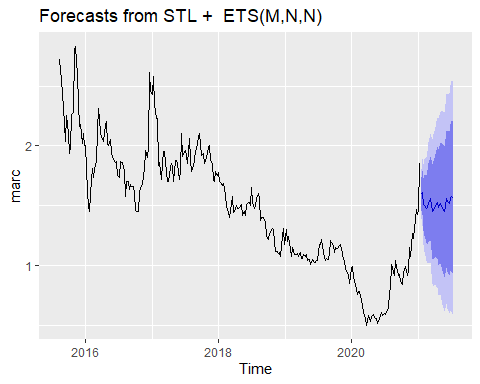 Forecasts from STL + ETS(M,N,N)
marc
2
1
2016
2018
2020
Time